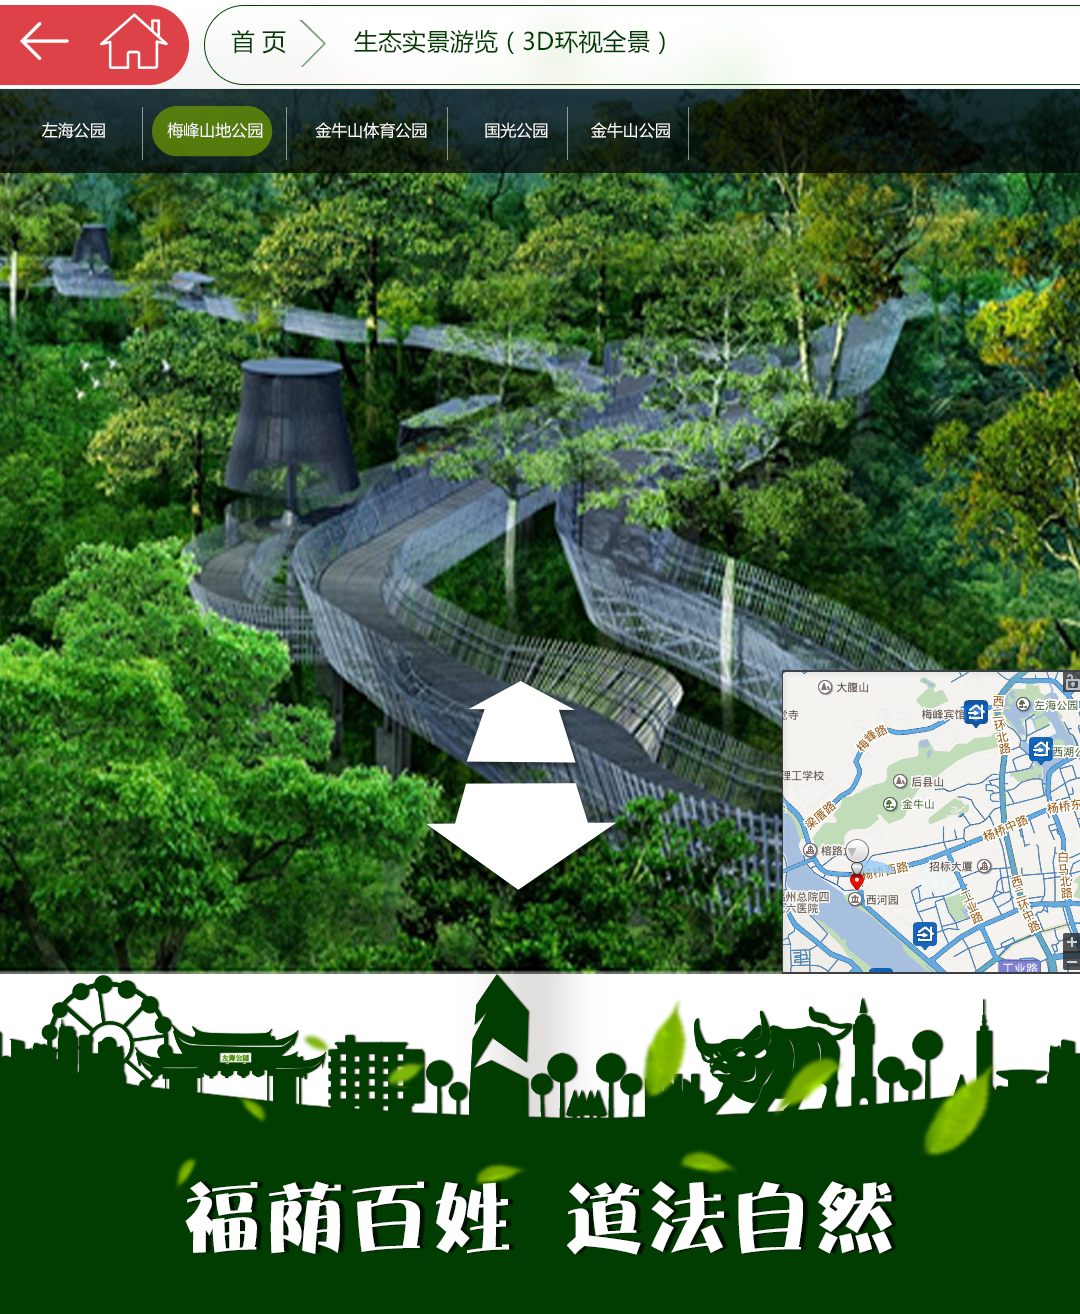 首 页
生态实景游览（3D环视全景）
左海公园
梅峰山地公园
金牛山体育公园
国光公园
金牛山公园
大腹山
梅峰宾馆
左海公园
西二环北路
梅峰路
西湖公
理工学校
后县山
金牛山
梁厝路
杨桥东
杨桥中路
榕路
杨桥西路
招标大厦
白马北路
州总院四
六医院
西河园
工业路
西二环中路
工业路
左海公园
福荫百姓 道法自然